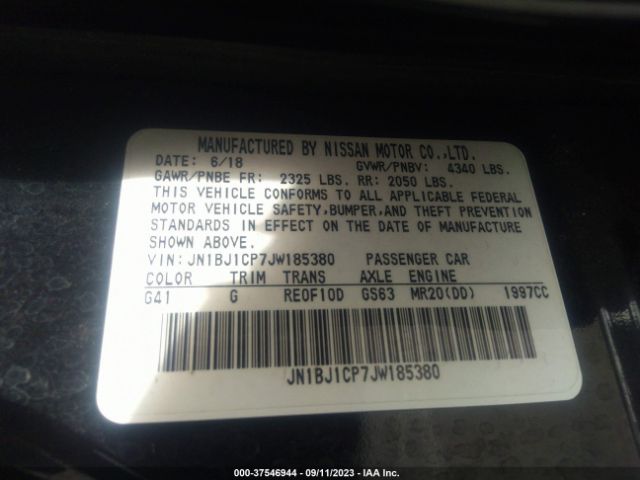 MANUFACTURED BY NISSAN MOTOR CO.,LTD.
DATE: 6/18 GVWR/PNBV: 4340 LBS.
GAWR/PNBE FR: 2325 LBS. RR: 2050 LBS.
THIS VEHICLE CONFORMS TO ALL APPLICABLE FEDERAL
MOTOR VEHICLE SAFETY,BUMPER,AND THEFT PREVENTION
STANDARDS IN EFFECT ON THE DATE OF MANUFACTURE
SHOWN ABOVE.
VIN: JN1BJ1CP7JW185380 PASSENGER CAR
COLOR TRIM TRANS AXLE ENGINE
G41 G RE0F10D GS63 MR20(DD) 1997CC
JN1BJ1CP7JW185380
000-37546944 - 09/11/2023 - IAA Inc.